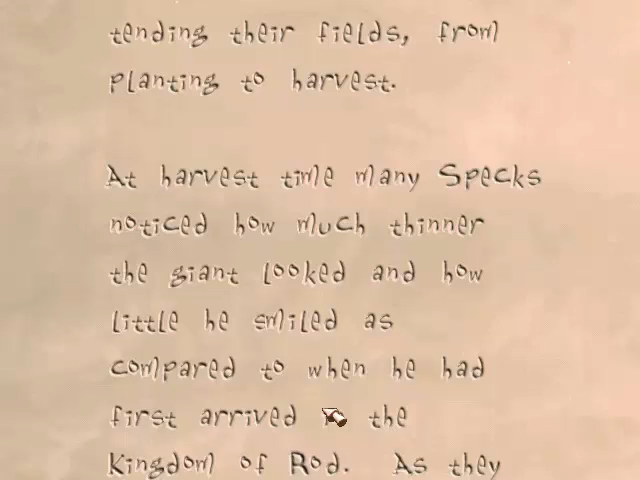 tending their fields, from
planting to harvest.
At harvest time many Specks
noticed how much thinner
the giant looked and how
little he smiled as
compared to when he had
first arrived the
Kingdom of Rod. As they